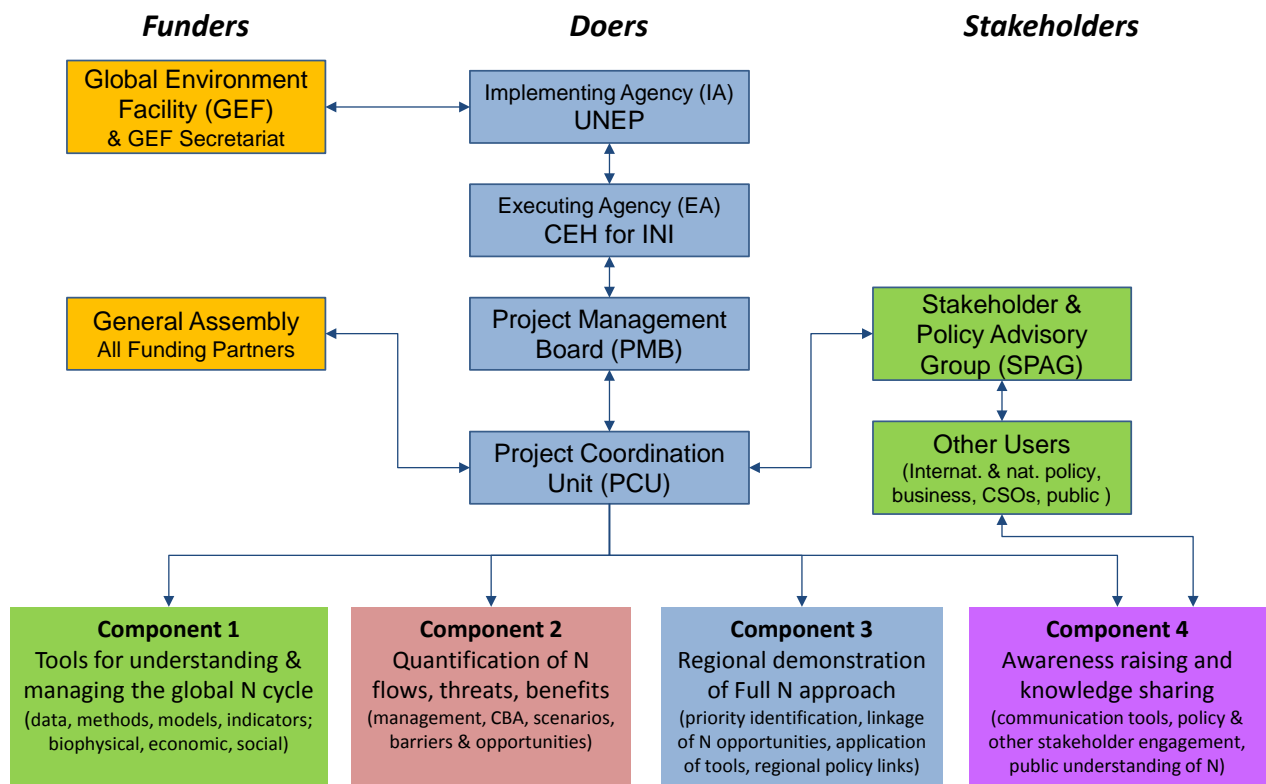 Funders
Doers
Stakeholders
Global Environment
Facility (GEF)
& GEF Secretariat
Implementing Agency (IA)
UNEP
Executing Agency (EA)
CEH for INI
General Assembly
All Funding Partners
Project Management
Board (PMB)
Stakeholder &
Policy Advisory
Group (SPAG)
Project Coordination
Unit (PCU)
Other Users
(Internat. & nat. policy,
business, CSOs, public )
Component 1
Tools for understanding &
managing the global N cycle
(data, methods, models, indicators;
biophysical, economic, social)
Component 2
Quantification of N
flows, threats, benefits
(management, CBA, scenarios,
barriers & opportunities)
Component 3
Regional demonstration
of Full N approach
(priority identification, linkage
of N opportunities, application
of tools, regional policy links)
Component 4
Awareness raising and
knowledge sharing
(communication tools, policy &
other stakeholder engagement,
public understanding of N)